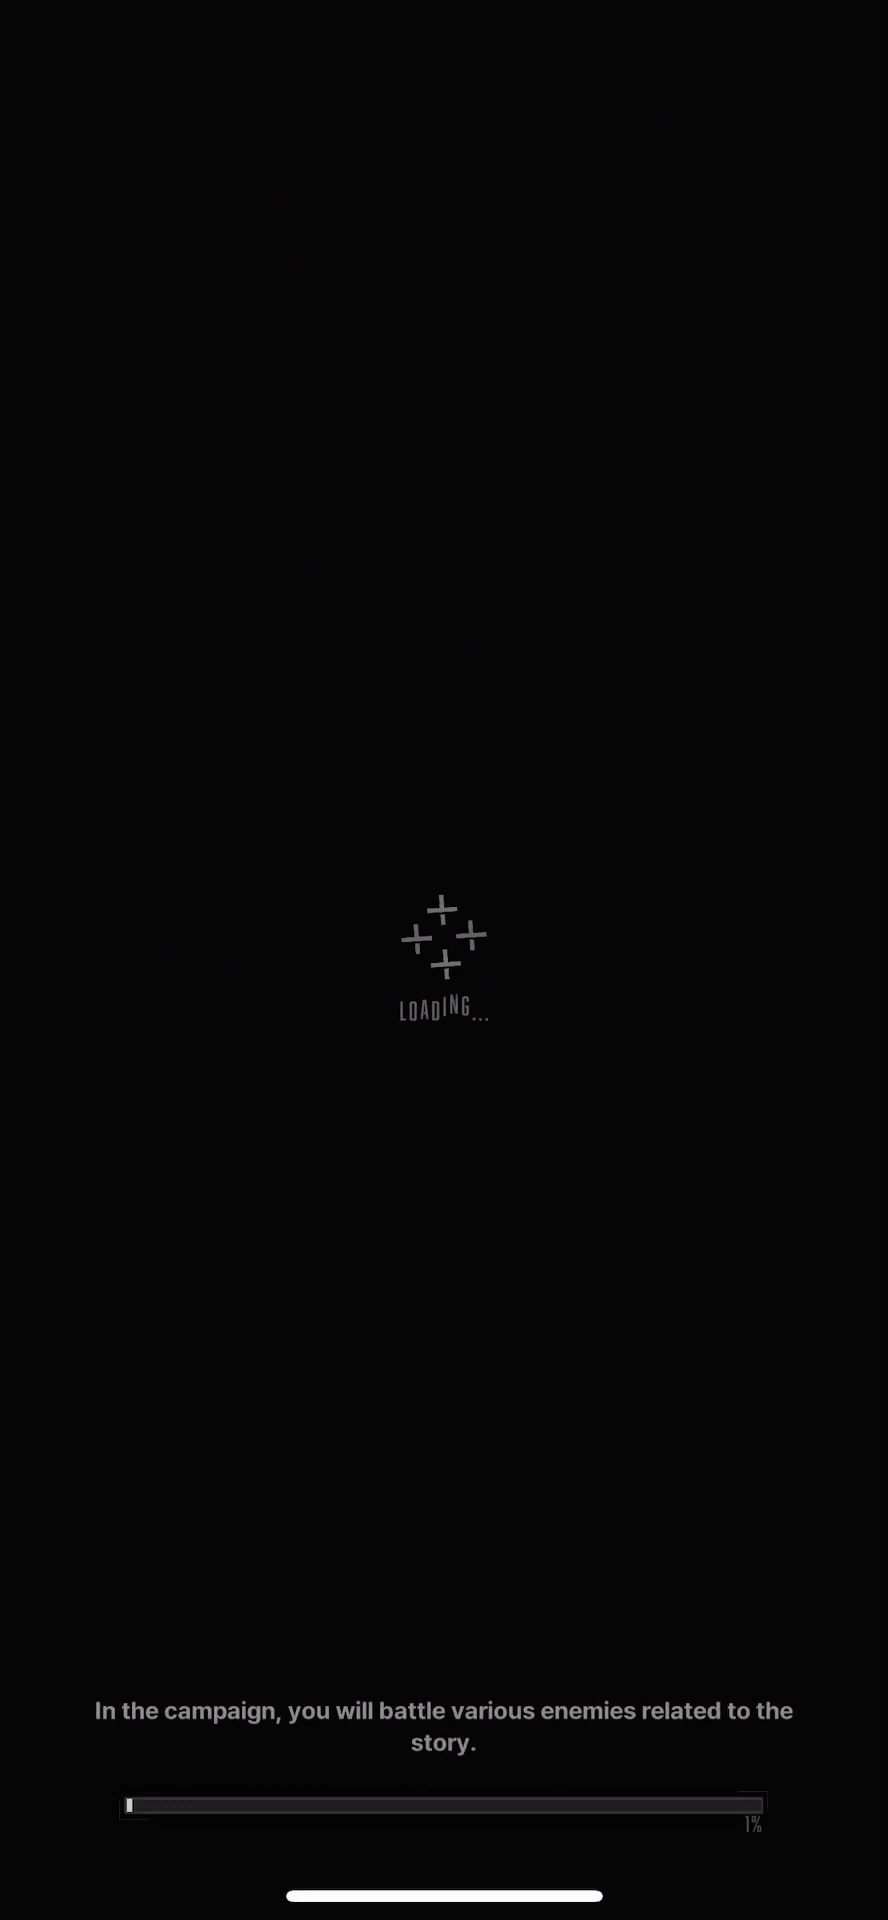 LOADING...
In the campaign, you will battle various enemies related to the
story.
1%